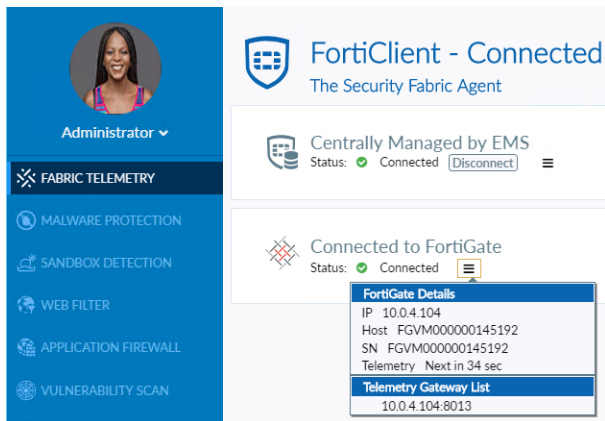 FortiClient - Connected
The Security Fabric Agent
Administrator
FABRIC TELEMETRY
MALWARE PROTECTION
SANDBOX DETECTION
WEB FILTER
APPLICATION FIREWALL
VULNERABILITY SCAN
Centrally Managed by EMS
Status: Connected Disconnect
Connected to FortiGate
Status: Connected
FortiGate Details
IP 10.0.4.104
Host FGVM000000145192
SN FGVM000000145192
Telemetry Next in 34 sec
Telemetry Gateway List
10.0.4.104:8013